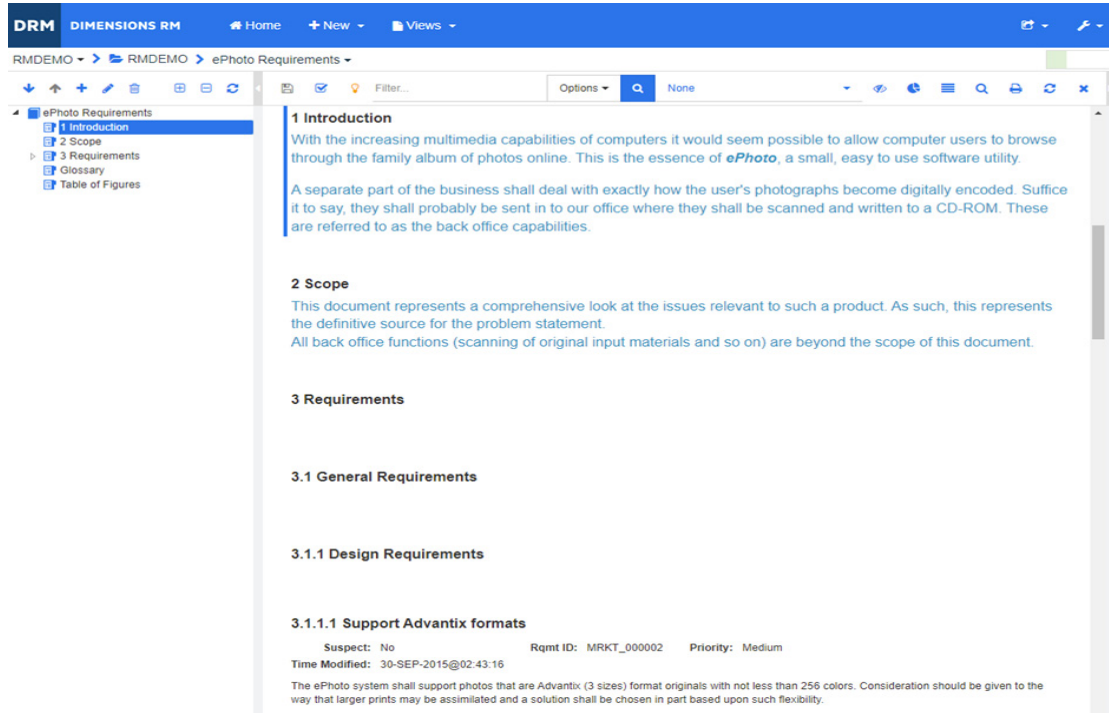 DRM DIMENSIONS RM Home New Views
RMDEMO RMDEMO ePhoto Requirements
Filter... Options None
ePhoto Requirements
1 Introduction
2 Scope
3 Requirements
Glossary
Table of Figures
1 Introduction
With the increasing multimedia capabilities of computers it would seem possible to allow computer users to browse
through the family album of photos online. This is the essence of ePhoto, a small, easy to use software utility.
A separate part of the business shall deal with exactly how the user's photographs become digitally encoded. Suffice
it to say, they shall probably be sent in to our office where they shall be scanned and written to a CD-ROM. These
are referred to as the back office capabilities.
2 Scope
This document represents a comprehensive look at the issues relevant to such a product. As such, this represents
the definitive source for the problem statement.
All back office functions (scanning of original input materials and so on) are beyond the scope of this document.
3 Requirements
3.1 General Requirements
3.1.1 Design Requirements
3.1.1.1 Support Advantix formats
Suspect: No Rqmt ID: MRKT_000002 Priority: Medium
Time Modified: 30-SEP-2015@02:43:16
The ePhoto system shall support photos that are Advantix (3 sizes) format originals with not less than 256 colors. Consideration should be given to the
way that larger prints may be assimilated and a solution shall be chosen in part based upon such flexibility.